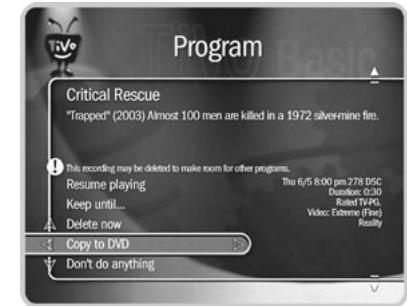 TiVo
Program
TiVo Basic
Critical Rescue
"Trapped" (2003) Almost 100 men are killed in a 1972 silver-mine fire.
This recording may be deleted to make room for other programs.
Resume playing
Thu 6/5 8:00 pm 278 DSC
Keep until...
Duration: 0:30
Rated TV-PG.
Delete now
Video: Extreme (Fine)
Reality
Copy to DVD
Don't do anything